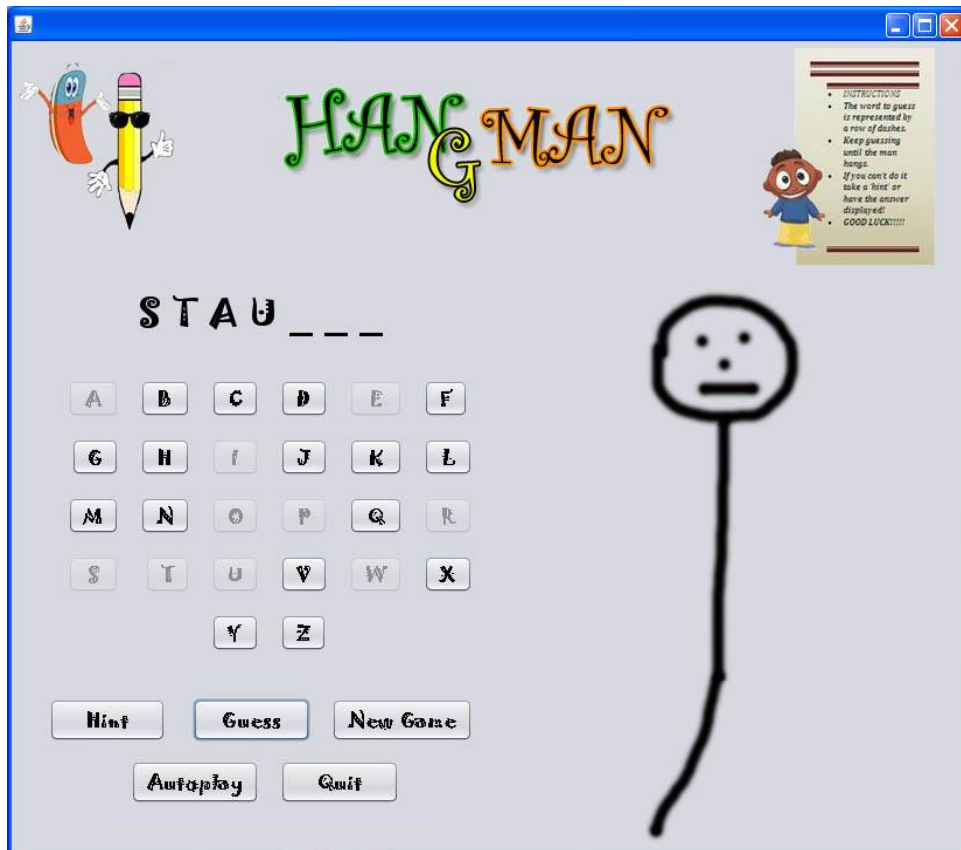 HANGMAN
INSTRUCTIONS
• The word to guess
is represented by
a row of dashes.
• Keep guessing
until the man
hangs.
• If you can't do it
take a 'hint' or
have the answer
displayed!
• GOOD LUCK!!!!!
S T A U _ _ _
A B C D E F
G H I J K L
M N O P Q R
S T U V W X
Y Z
Hint Guess New Game
Autoplay Quit